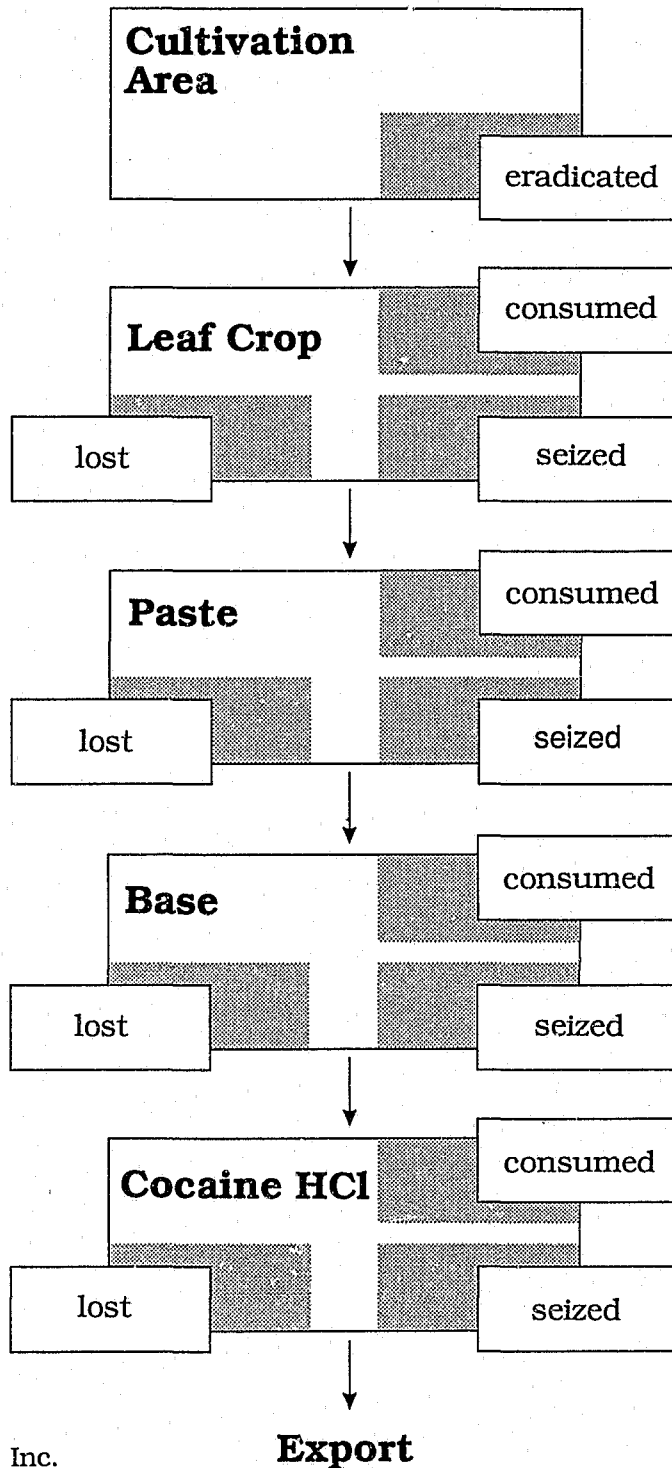 Cultivation
Area
eradicated
consumed
Leaf Crop
lost
seized
consumed
Paste
lost
seized
consumed
Base
lost
seized
consumed
Cocaine HCl
lost
seized
Export
Inc.